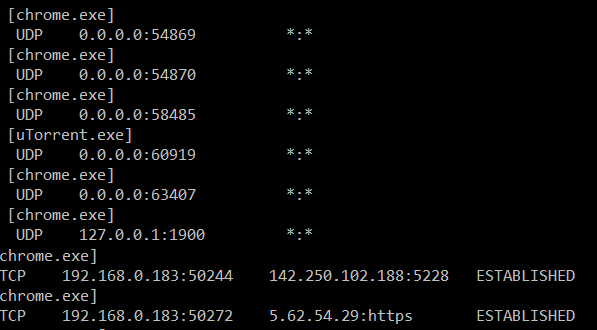 [chrome.exe]
UDP 0.0.0.0:54869 *:*
[chrome.exe]
UDP 0.0.0.0:54870 *:*
[chrome.exe]
UDP 0.0.0.0:58485 *:*
[uTorrent.exe]
UDP 0.0.0.0:60919 *:*
[chrome.exe]
UDP 0.0.0.0:63407 *:*
[chrome.exe]
UDP 127.0.0.1:1900 *:*
chrome.exe]
TCP 192.168.0.183:50244 142.250.102.188:5228 ESTABLISHED
chrome.exe]
TCP 192.168.0.183:50272 5.62.54.29:https ESTABLISHED